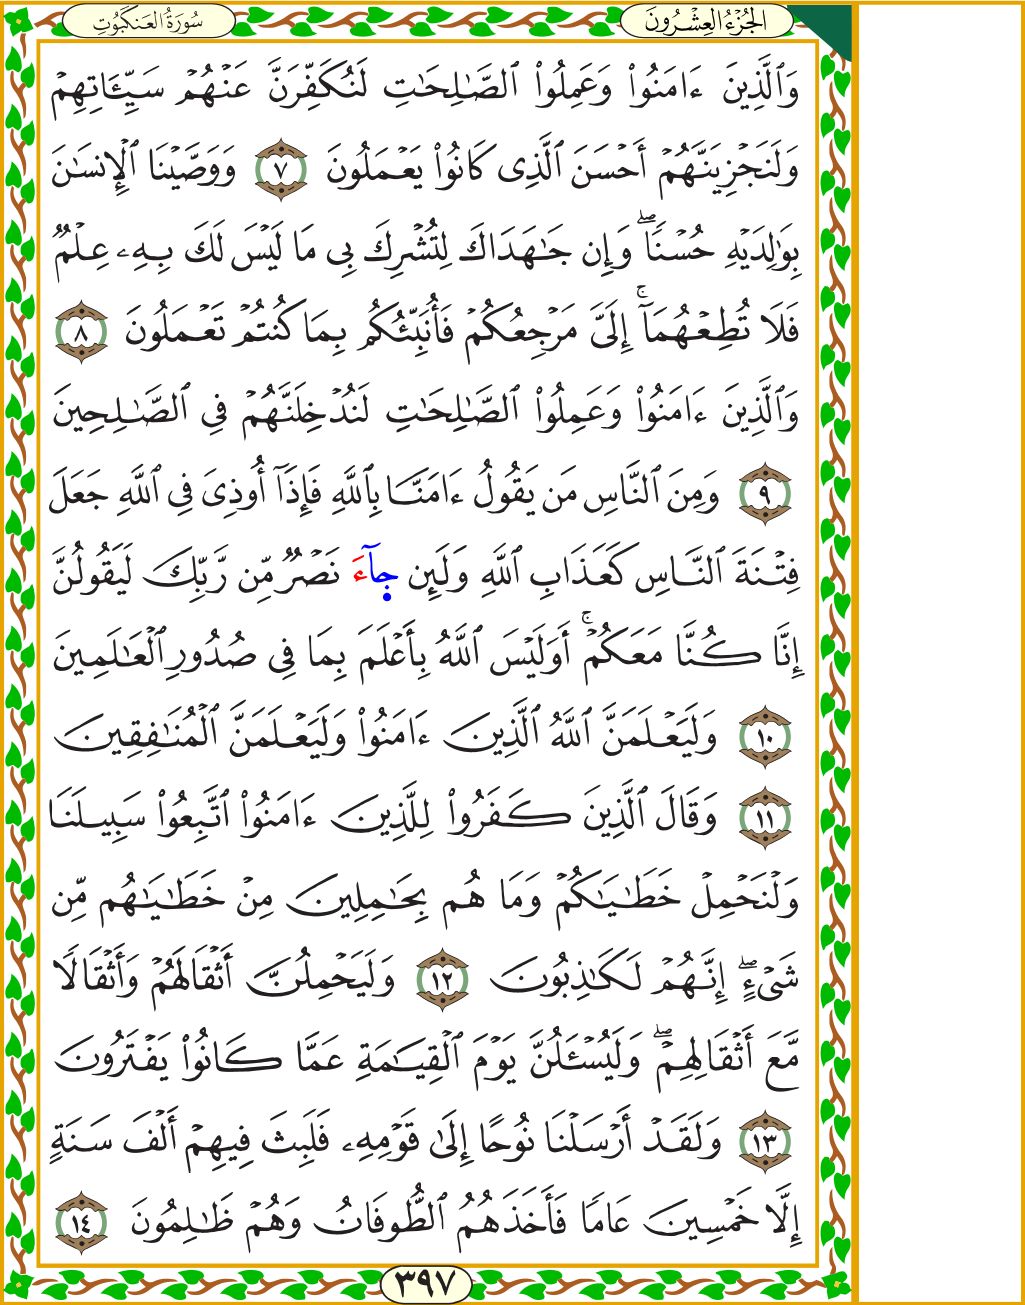 الجُزْءُ العِشْرُونَ
سُورَةُ العَنكَبُوتِ
وَٱلَّذِينَ ءَامَنُوا۟ وَعَمِلُوا۟ ٱلصَّٰلِحَٰتِ لَنُكَفِّرَنَّ عَنْهُمْ سَيِّـَٔاتِهِمْ
وَلَنَجْزِيَنَّهُمْ أَحْسَنَ ٱلَّذِى كَانُوا۟ يَعْمَلُونَ ٧ وَوَصَّيْنَا ٱلْإِنسَٰنَ
بِوَٰلِدَيْهِ حُسْنًاۖ وَإِن جَٰهَدَاكَ لِتُشْرِكَ بِى مَا لَيْسَ لَكَ بِهِۦ عِلْمٌ
فَلَا تُطِعْهُمَآۚ إِلَىَّ مَرْجِعُكُمْ فَأُنَبِّئُكُم بِمَا كُنتُمْ تَعْمَلُونَ ٨
وَٱلَّذِينَ ءَامَنُوا۟ وَعَمِلُوا۟ ٱلصَّٰلِحَٰتِ لَنُدْخِلَنَّهُمْ فِى ٱلصَّٰلِحِينَ
٩ وَمِنَ ٱلنَّاسِ مَن يَقُولُ ءَامَنَّا بِٱللَّهِ فَإِذَآ أُوذِىَ فِى ٱللَّهِ جَعَلَ
فِتْنَةَ ٱلنَّاسِ كَعَذَابِ ٱللَّهِ وَلَئِن جَآءَ نَصْرٌ مِّن رَّبِّكَ لَيَقُولُنَّ
إِنَّا كُنَّا مَعَكُمْۚ أَوَلَيْسَ ٱللَّهُ بِأَعْلَمَ بِمَا فِى صُدُورِ ٱلْعَٰلَمِينَ
١٠ وَلَيَعْلَمَنَّ ٱللَّهُ ٱلَّذِينَ ءَامَنُوا۟ وَلَيَعْلَمَنَّ ٱلْمُنَٰفِقِينَ
١١ وَقَالَ ٱلَّذِينَ كَفَرُوا۟ لِلَّذِينَ ءَامَنُوا۟ ٱتَّبِعُوا۟ سَبِيلَنَا
وَلْنَحْمِلْ خَطَٰيَٰكُمْ وَمَا هُم بِحَٰمِلِينَ مِنْ خَطَٰيَٰهُم مِّن
شَىْءٍۖ إِنَّهُمْ لَكَٰذِبُونَ ١٢ وَلَيَحْمِلُنَّ أَثْقَالَهُمْ وَأَثْقَالًا
مَّعَ أَثْقَالِهِمْۖ وَلَيُسْـَٔلُنَّ يَوْمَ ٱلْقِيَٰمَةِ عَمَّا كَانُوا۟ يَفْتَرُونَ
١٣ وَلَقَدْ أَرْسَلْنَا نُوحًا إِلَىٰ قَوْمِهِۦ فَلَبِثَ فِيهِمْ أَلْفَ سَنَةٍ
إِلَّا خَمْسِينَ عَامًا فَأَخَذَهُمُ ٱلطُّوفَانُ وَهُمْ ظَٰلِمُونَ ١٤
٣٩٧